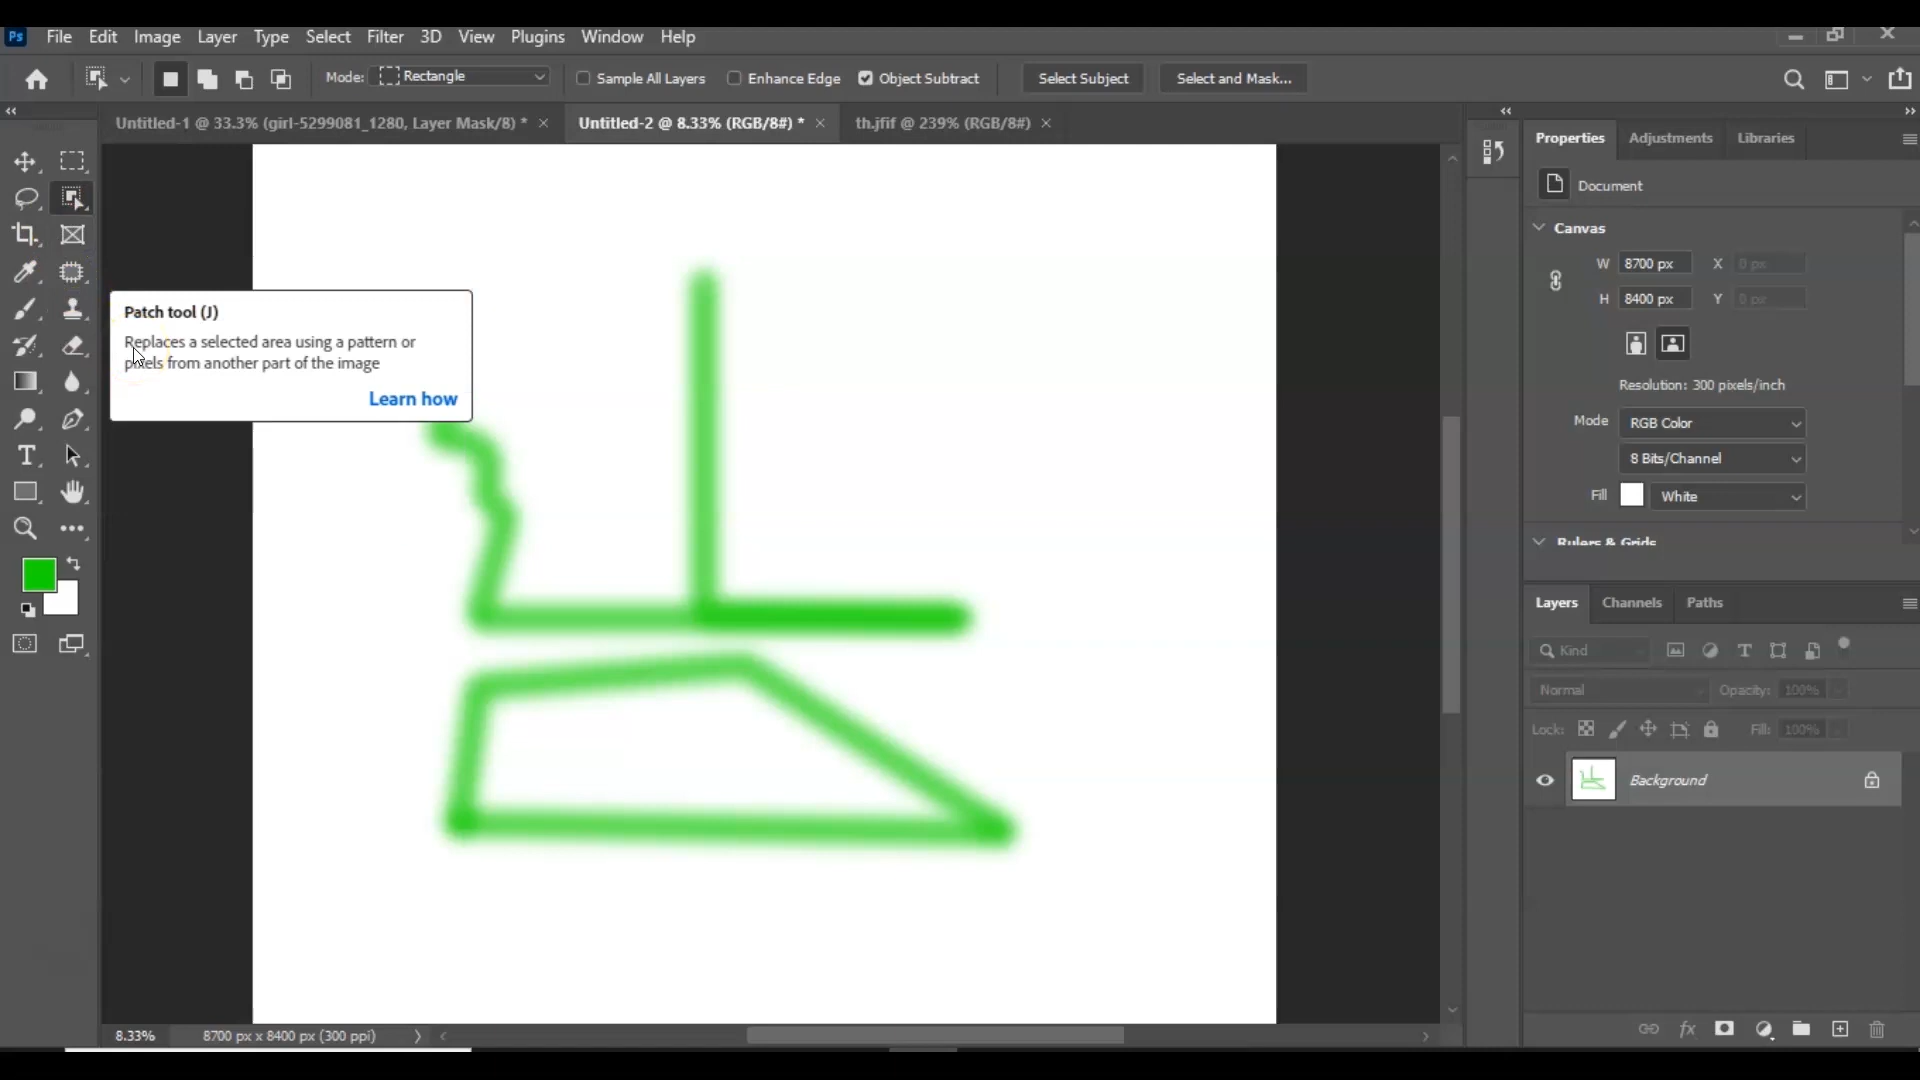 Ps File Edit Image Layer Type Select Filter 3D View Plugins Window Help
Mode: Rectangle Sample All Layers Enhance Edge Object Subtract Select Subject Select and Mask...
Untitled-1 @ 33.3% (girl-5299081_1280, Layer Mask/8) * Untitled-2 @ 8.33% (RGB/8#) * th.jfif @ 239% (RGB/8#)
Properties Adjustments Libraries
Document
Canvas
W 8700 px X 0 px
H 8400 px Y 0 px
Resolution: 300 pixels/inch
Mode RGB Color
8 Bits/Channel
Fill White
Rulers & Grids
Patch tool (J)
Replaces a selected area using a pattern or
pixels from another part of the image
Learn how
T
Layers Channels Paths
Kind T
Normal Opacity: 100%
Lock: Fill: 100%
Background
fx
8.33% 8700 px x 8400 px (300 ppi)